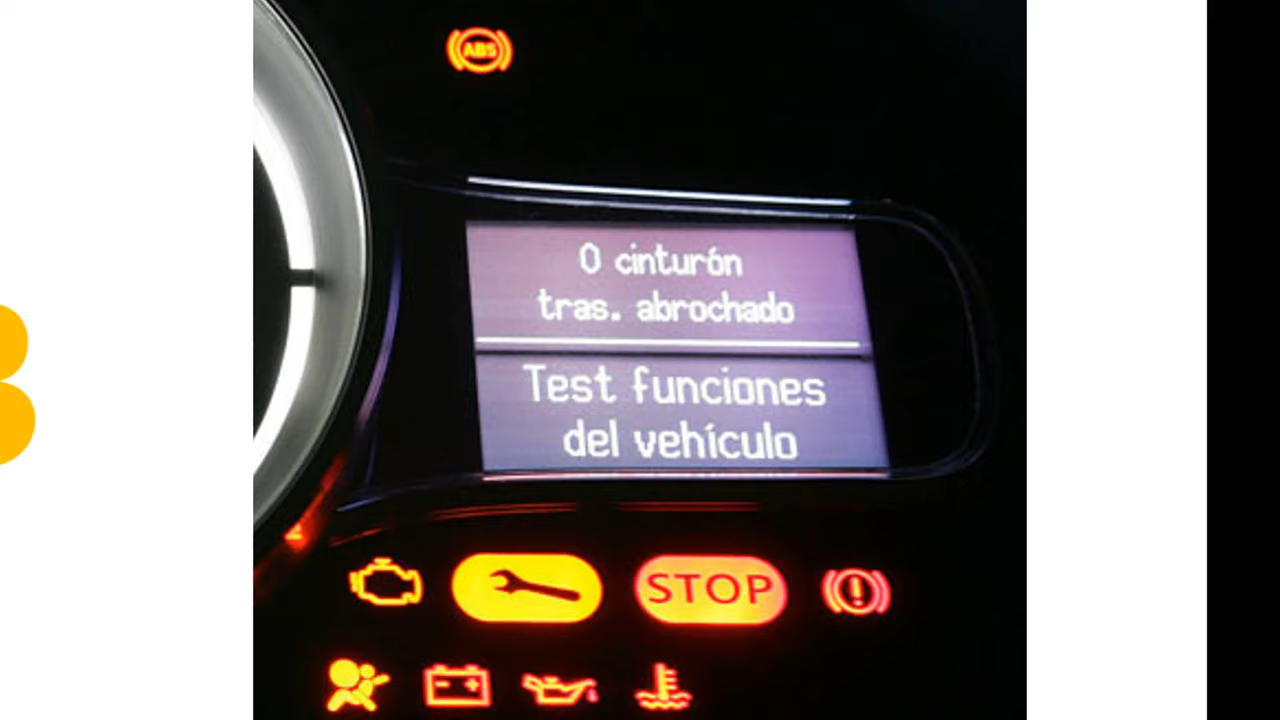 ABS
0 cinturón
tras. abrochado
Test funciones
del vehículo
STOP